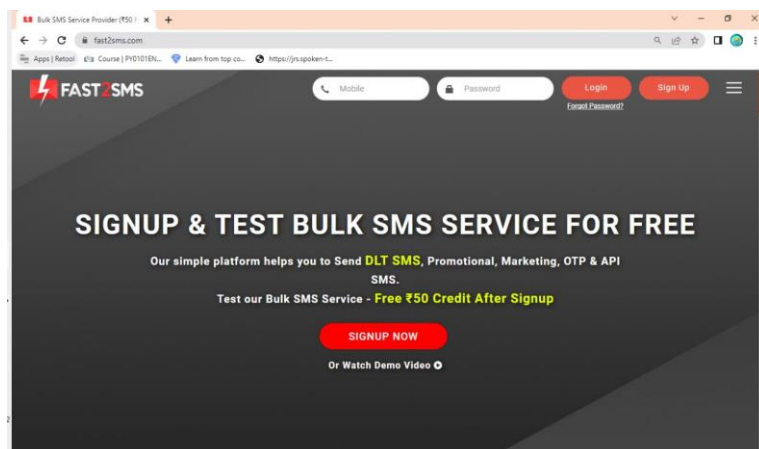 Bulk SMS Service Provider (₹50 F
fast2sms.com
Apps | Retool
Course | PY0101EN...
Learn from top co...
https://jrs.spoken-t...
FAST2SMS
Mobile
Password
Login
Sign Up
Forgot Password?
SIGNUP & TEST BULK SMS SERVICE FOR FREE
Our simple platform helps you to Send DLT SMS, Promotional, Marketing, OTP & API
SMS.
Test our Bulk SMS Service - Free ₹50 Credit After Signup
SIGNUP NOW
Or Watch Demo Video